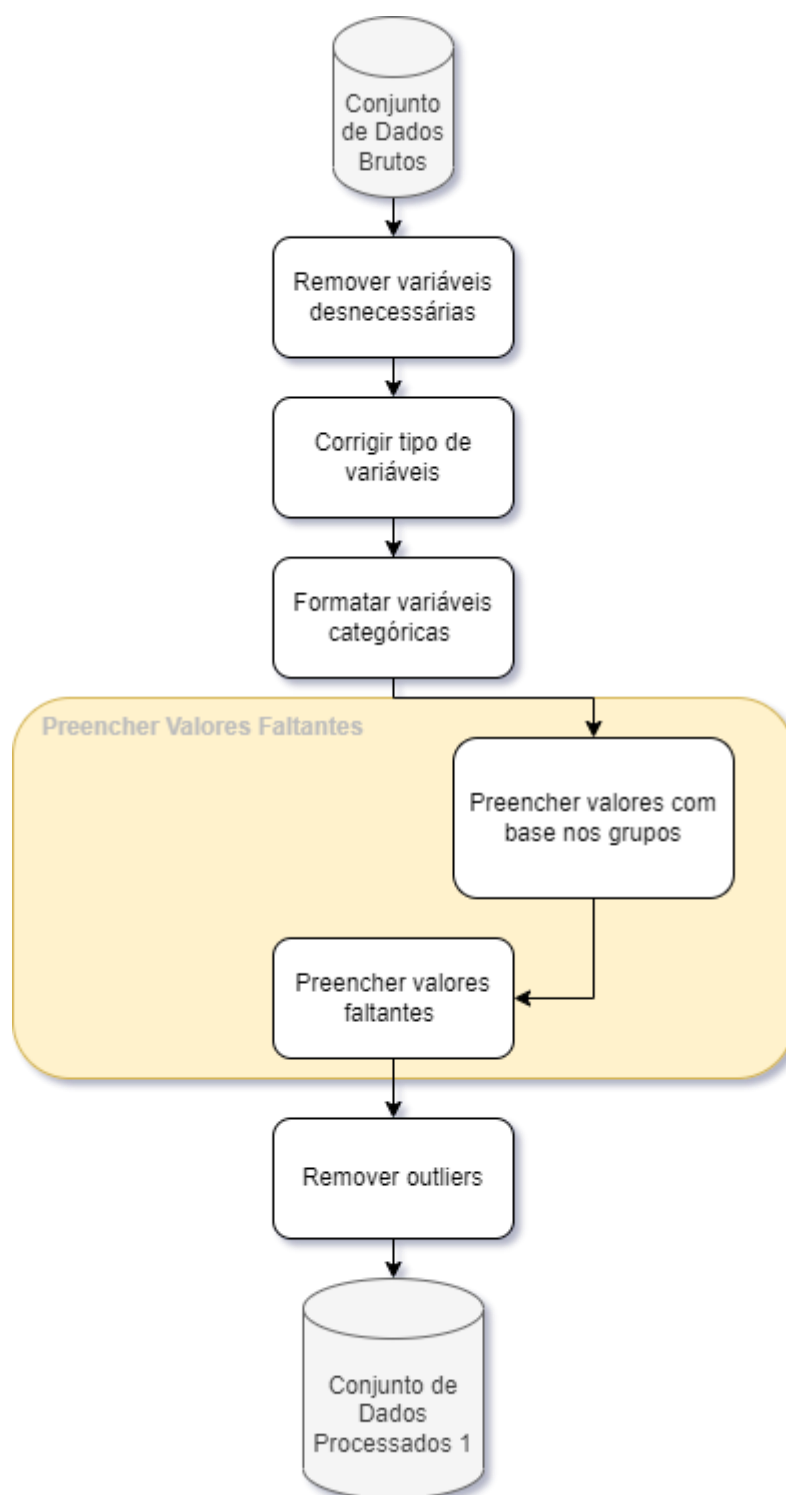 Conjunto
de Dados
Brutos
Remover variáveis
desnecessárias
Corrigir tipo de
variáveis
Formatar variáveis
categóricas
Preencher Valores Faltantes
Preencher valores com
base nos grupos
Preencher valores
faltantes
Remover outliers
Conjunto de
Dados
Processados 1